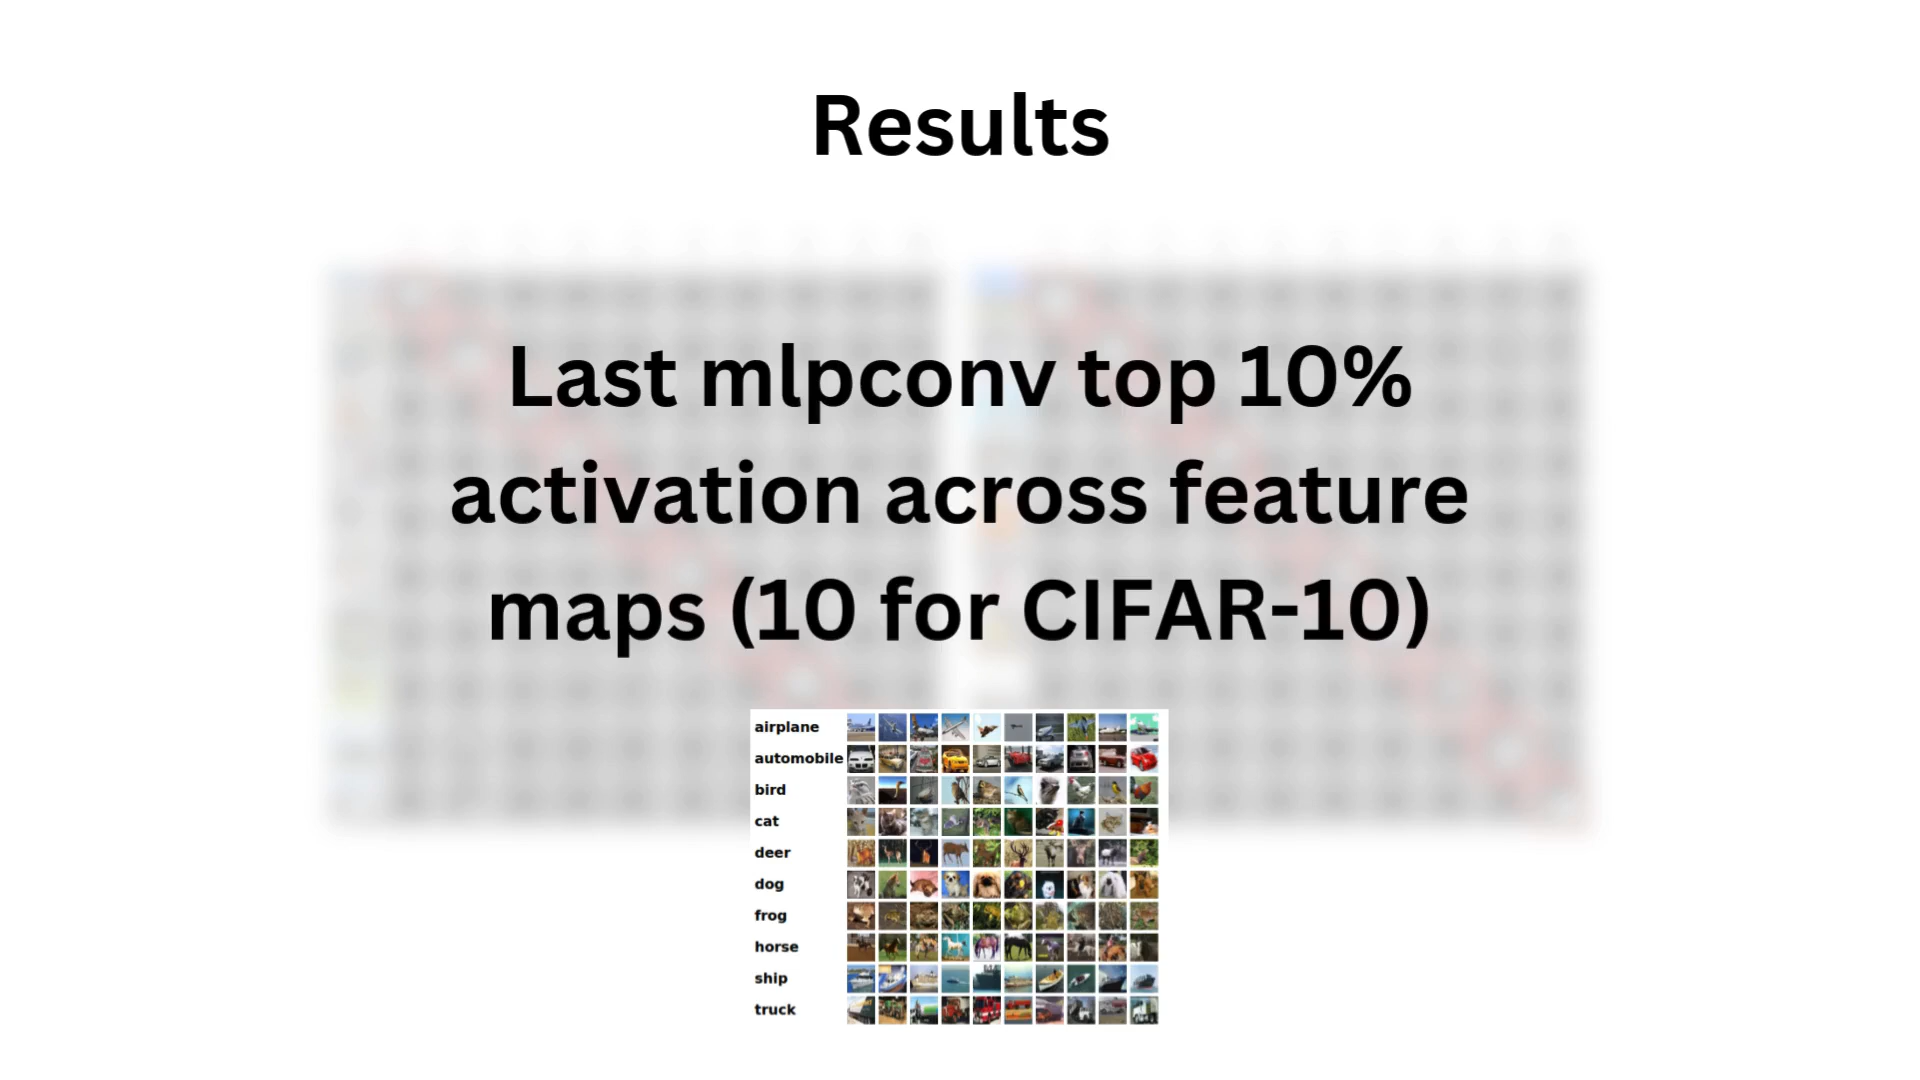 Results
Last mlpconv top 10%
activation across feature
maps (10 for CIFAR-10)
airplane
automobile
bird
cat
deer
dog
frog
horse
ship
truck